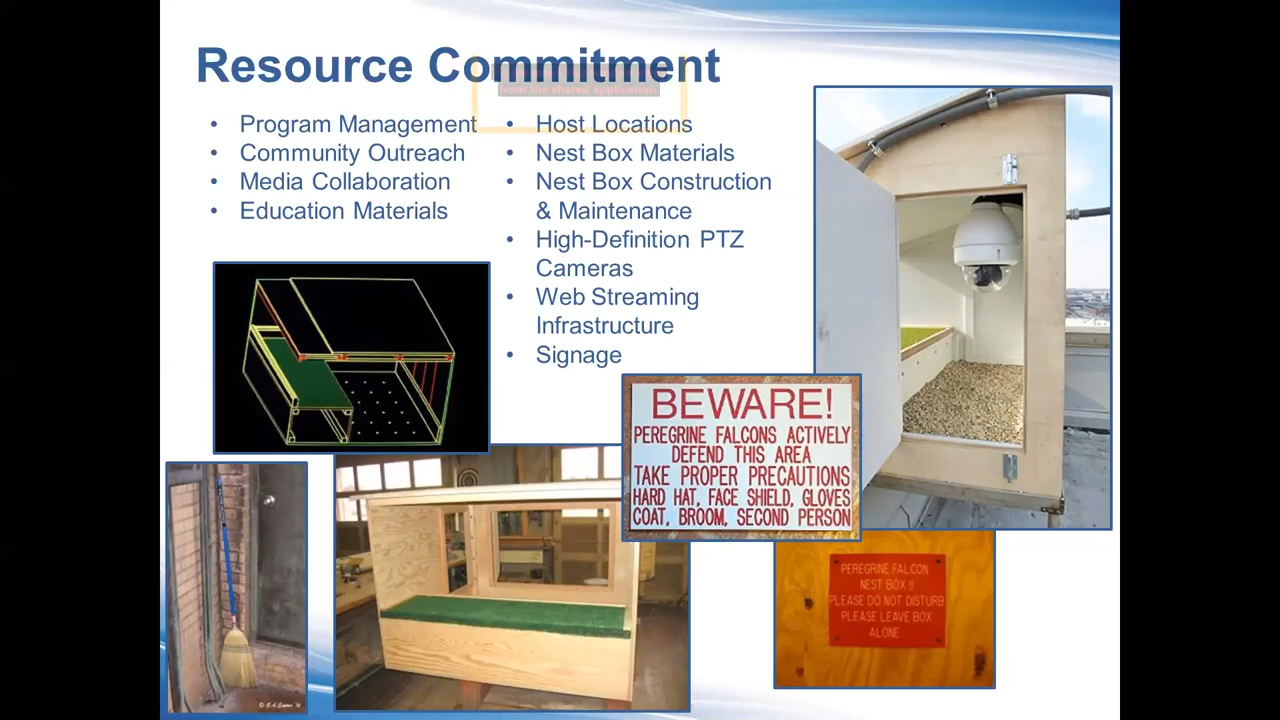 Resource Commitment
from the shared application
• Program Management
• Community Outreach
• Media Collaboration
• Education Materials
• Host Locations
• Nest Box Materials
• Nest Box Construction
& Maintenance
• High-Definition PTZ
Cameras
• Web Streaming
Infrastructure
• Signage
BEWARE!
PEREGRINE FALCONS ACTIVELY
DEFEND THIS AREA
TAKE PROPER PRECAUTIONS
HARD HAT, FACE SHIELD, GLOVES
COAT, BROOM, SECOND PERSON
PEREGRINE FALCON
NEST BOX !!
PLEASE DO NOT DISTURB
PLEASE LEAVE BOX
ALONE